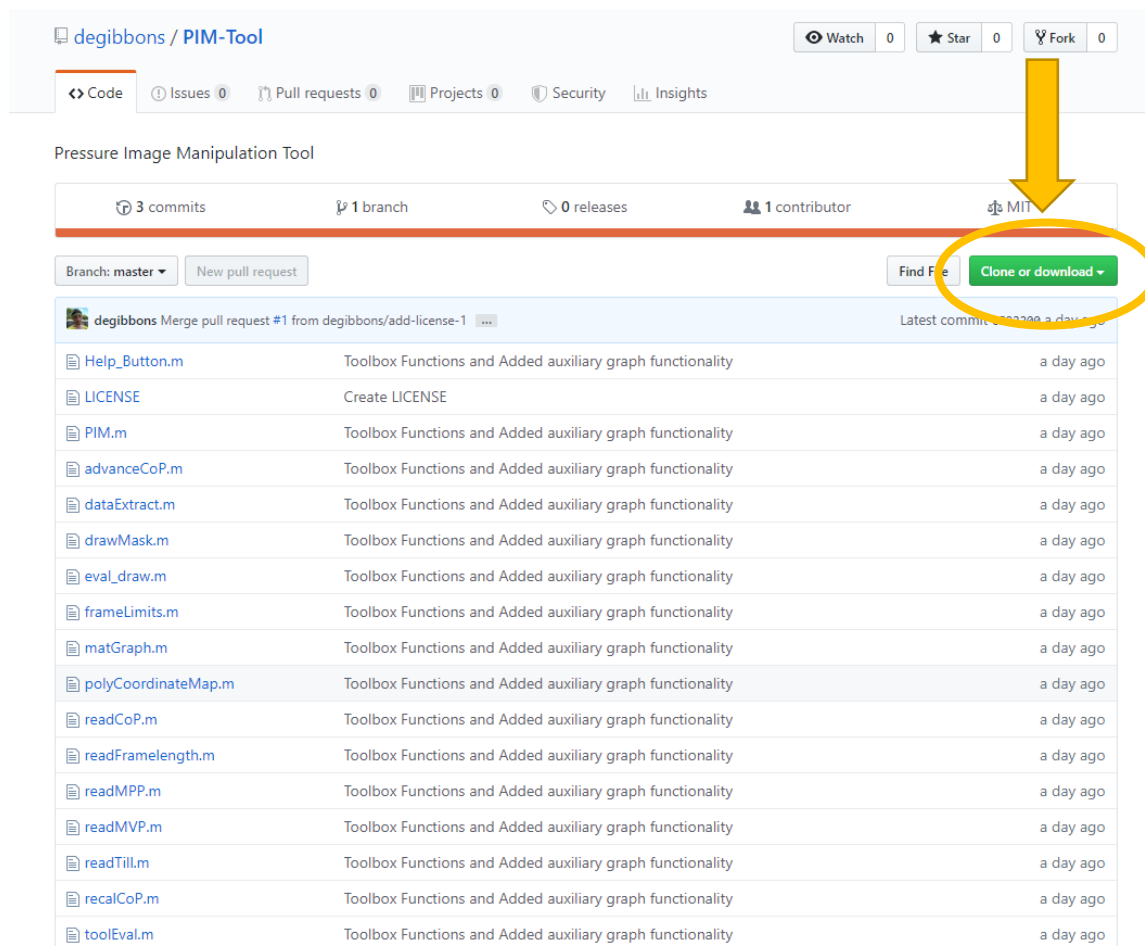 degibbons / PIM-Tool
Watch 0 Star 0 Fork 0
Code Issues 0 Pull requests 0 Projects 0 Security Insights
Pressure Image Manipulation Tool
3 commits 1 branch 0 releases 1 contributor MIT
Branch: master New pull request Find File Clone or download
degibbons Merge pull request #1 from degibbons/add-license-1 ... Latest commit a day ago
Help_Button.m Toolbox Functions and Added auxiliary graph functionality a day ago
LICENSE Create LICENSE a day ago
PIM.m Toolbox Functions and Added auxiliary graph functionality a day ago
advanceCoP.m Toolbox Functions and Added auxiliary graph functionality a day ago
dataExtract.m Toolbox Functions and Added auxiliary graph functionality a day ago
drawMask.m Toolbox Functions and Added auxiliary graph functionality a day ago
eval_draw.m Toolbox Functions and Added auxiliary graph functionality a day ago
frameLimits.m Toolbox Functions and Added auxiliary graph functionality a day ago
matGraph.m Toolbox Functions and Added auxiliary graph functionality a day ago
polyCoordinateMap.m Toolbox Functions and Added auxiliary graph functionality a day ago
readCoP.m Toolbox Functions and Added auxiliary graph functionality a day ago
readFramelength.m Toolbox Functions and Added auxiliary graph functionality a day ago
readMPP.m Toolbox Functions and Added auxiliary graph functionality a day ago
readMVP.m Toolbox Functions and Added auxiliary graph functionality a day ago
readTill.m Toolbox Functions and Added auxiliary graph functionality a day ago
recalCoP.m Toolbox Functions and Added auxiliary graph functionality a day ago
toolEval.m Toolbox Functions and Added auxiliary graph functionality a day ago